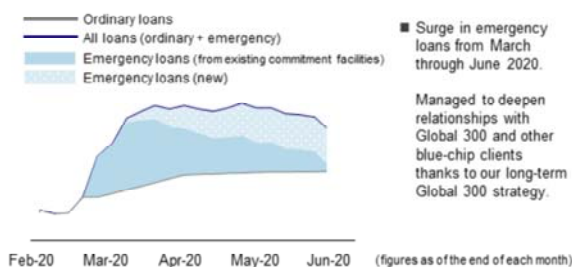 Ordinary loans
All loans (ordinary + emergency)
Emergency loans (from existing commitment facilities)
Emergency loans (new)
■ Surge in emergency
loans from March
through June 2020.
Managed to deepen
relationships with
Global 300 and other
blue-chip clients
thanks to our long-term
Global 300 strategy.
Feb-20 Mar-20 Apr-20 May-20 Jun-20 (figures as of the end of each month)